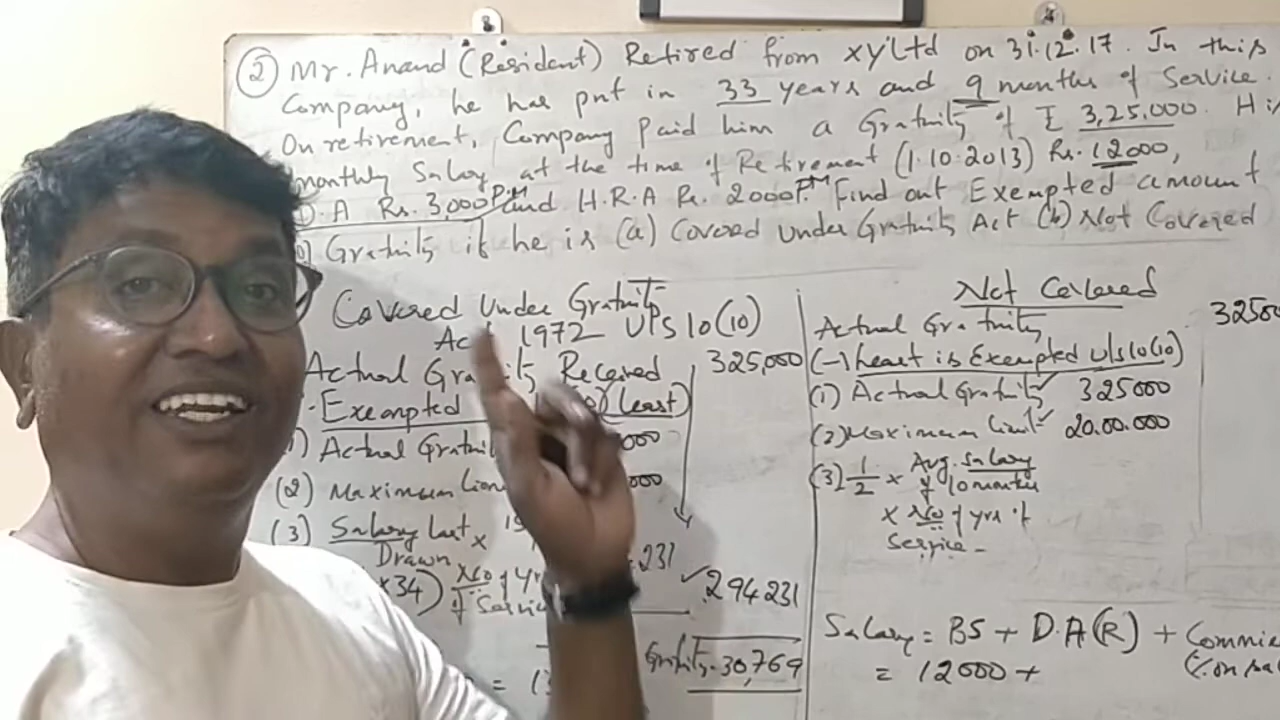 ② Mr. Anand (Resident) Retired from xy Ltd on 31.12.17. In this
Company, he has put in 33 years and 9 months of Service.
On retirement, Company Paid him a Gratuity of ₹ 3,25,000. Hi
monthly Salary at the time of Retirement (1.10.2013) Rs. 12000,
D.A Rs. 3,000 P.M and H.R.A Rs. 2000 P.M. Find out Exempted amount
Gratuity if he is (a) Covered under Gratuity Act (b) Not Covered
Covered Under Gratuity
Act 1972 U/s 10(10)
Actual Gratuity Received 325,000
Exempted least)
Actual 000
(2) Maximum 000
(3) Salary Last x
Drawn 231
x34) No of
of Service
294231
Gratuity - 30,769
Not Covered
Actual Gratuity 32500
(-) Least is Exempted U/s 10(10)
(1) Actual Gratuity 325000
(2) Maximum limit 20.00.000
(3) 1/2 x Avg. salary
of 10 months
x No of yrs of
Service -
Salary = BS + D.A (R) + Commi
= 12000 +